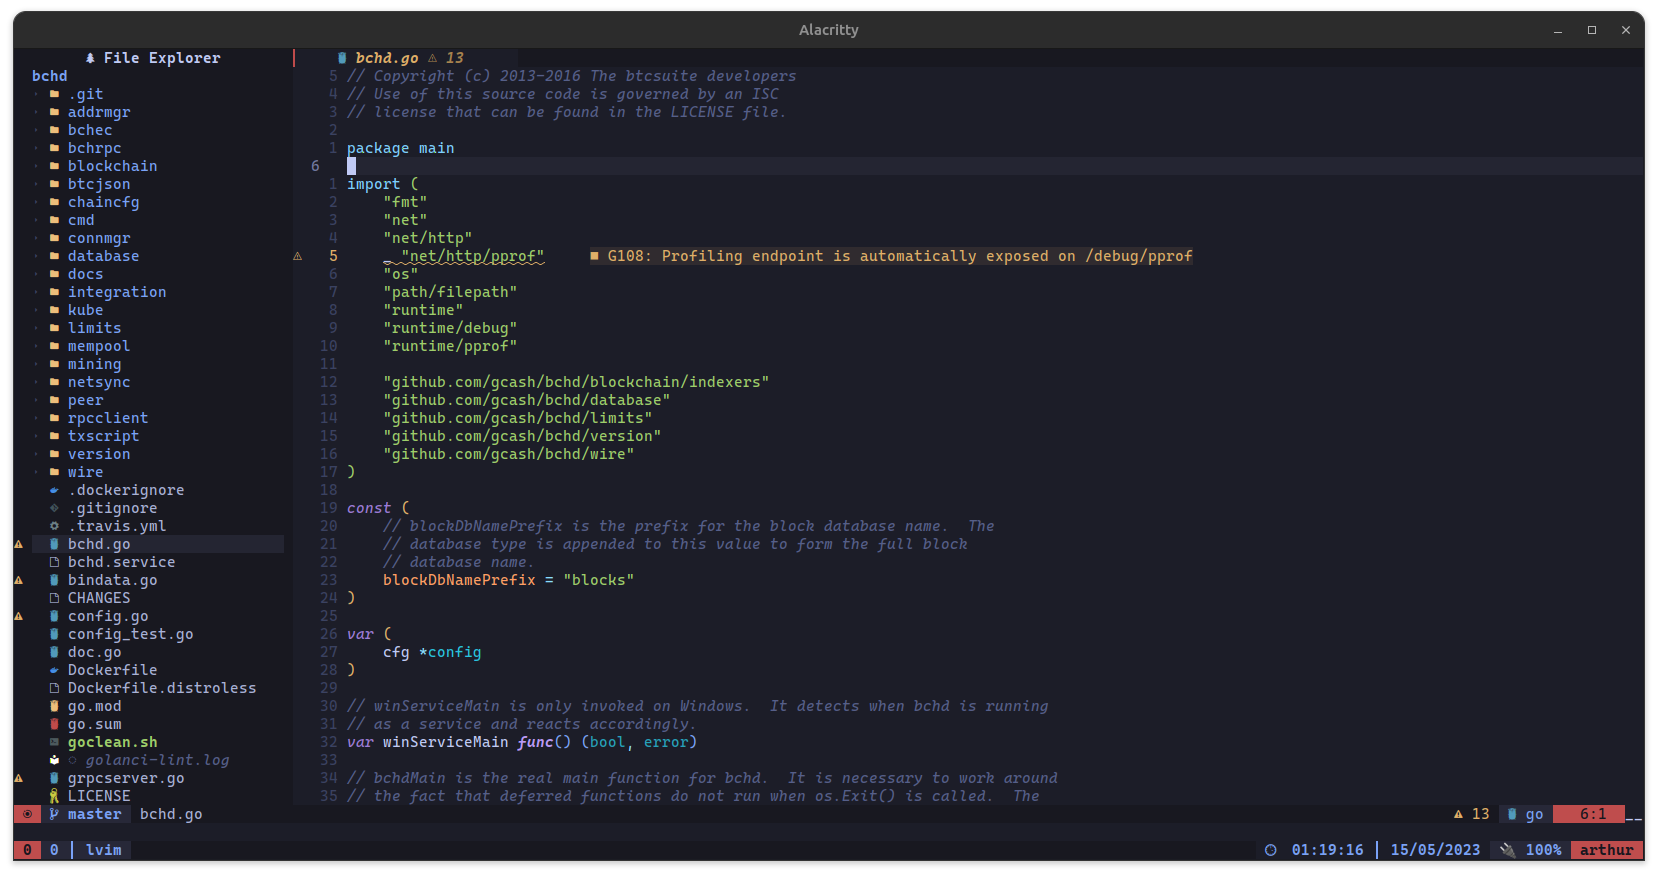 Alacritty
File Explorer
bchd
.git
addrmgr
bchec
bchrpc
blockchain
btcjson
chaincfg
cmd
connmgr
database
docs
integration
kube
limits
mempool
mining
netsync
peer
rpcclient
txscript
version
wire
.dockerignore
.gitignore
.travis.yml
bchd.go
bchd.service
bindata.go
CHANGES
config.go
config_test.go
doc.go
Dockerfile
Dockerfile.distroless
go.mod
go.sum
goclean.sh
golanci-lint.log
grpcserver.go
LICENSE
bchd.go 13
5 // Copyright (c) 2013-2016 The btcsuite developers
4 // Use of this source code is governed by an ISC
3 // license that can be found in the LICENSE file.
2
1 package main
6
1 import (
2 "fmt"
3 "net"
4 "net/http"
5 _ "net/http/pprof" ■ G108: Profiling endpoint is automatically exposed on /debug/pprof
6 "os"
7 "path/filepath"
8 "runtime"
9 "runtime/debug"
10 "runtime/pprof"
11
12 "github.com/gcash/bchd/blockchain/indexers"
13 "github.com/gcash/bchd/database"
14 "github.com/gcash/bchd/limits"
15 "github.com/gcash/bchd/version"
16 "github.com/gcash/bchd/wire"
17 )
18
19 const (
20 // blockDbNamePrefix is the prefix for the block database name. The
21 // database type is appended to this value to form the full block
22 // database name.
23 blockDbNamePrefix = "blocks"
24 )
25
26 var (
27 cfg *config
28 )
29
30 // winServiceMain is only invoked on Windows. It detects when bchd is running
31 // as a service and reacts accordingly.
32 var winServiceMain func() (bool, error)
33
34 // bchdMain is the real main function for bchd. It is necessary to work around
35 // the fact that deferred functions do not run when os.Exit() is called. The
master bchd.go 13 go 6:1 __
0 0 lvim 01:19:16 15/05/2023 100% arthur